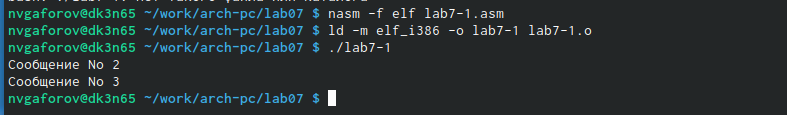 nvgaforov@dk3n65 ~/work/arch-pc/lab07 $ nasm -f elf lab7-1.asm
nvgaforov@dk3n65 ~/work/arch-pc/lab07 $ ld -m elf_i386 -o lab7-1 lab7-1.o
nvgaforov@dk3n65 ~/work/arch-pc/lab07 $ ./lab7-1
Сообщение No 2
Сообщение No 3
nvgaforov@dk3n65 ~/work/arch-pc/lab07 $